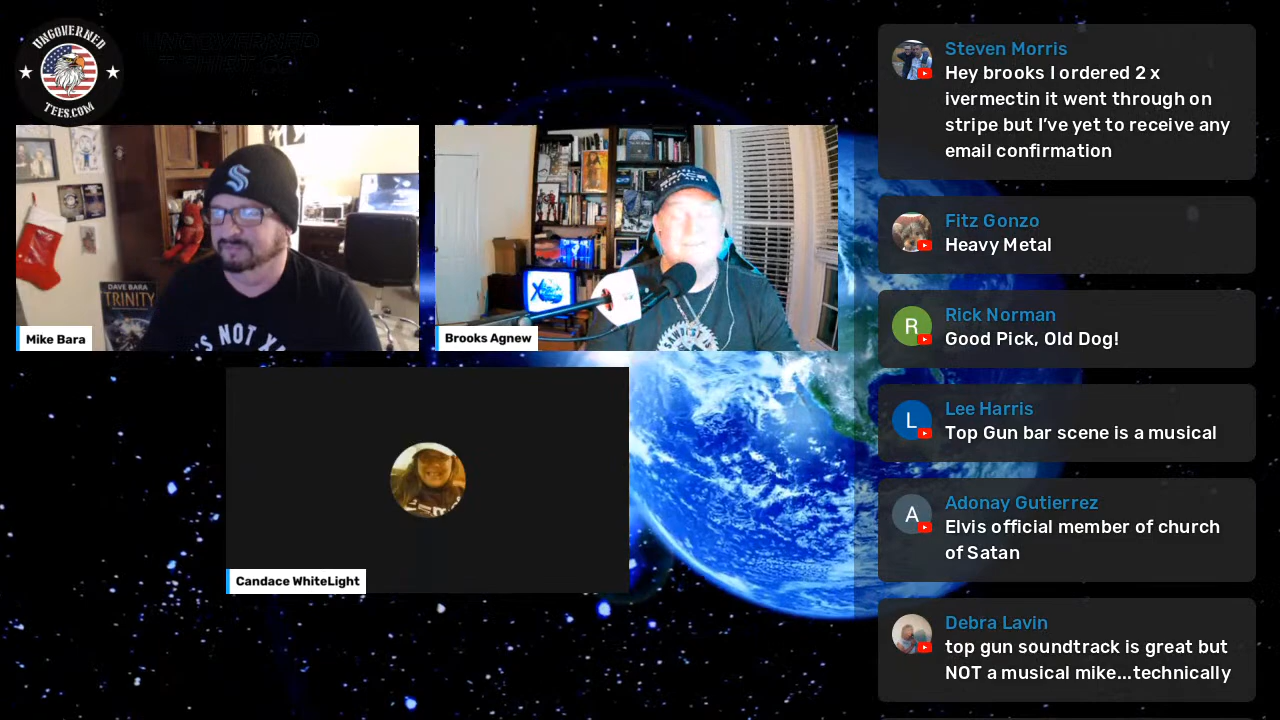 UNGOVERNED
TEES.COM
UNGOVERNED
T-SHIRT CO.
DAVE BARA
TRINITY
Mike Bara
Brooks Agnew
Candace WhiteLight
Steven Morris
Hey brooks I ordered 2 x
ivermectin it went through on
stripe but I’ve yet to receive any
email confirmation
Fitz Gonzo
Heavy Metal
R
Rick Norman
Good Pick, Old Dog!
L
Lee Harris
Top Gun bar scene is a musical
A
Adonay Gutierrez
Elvis official member of church
of Satan
Debra Lavin
top gun soundtrack is great but
NOT a musical mike...technically